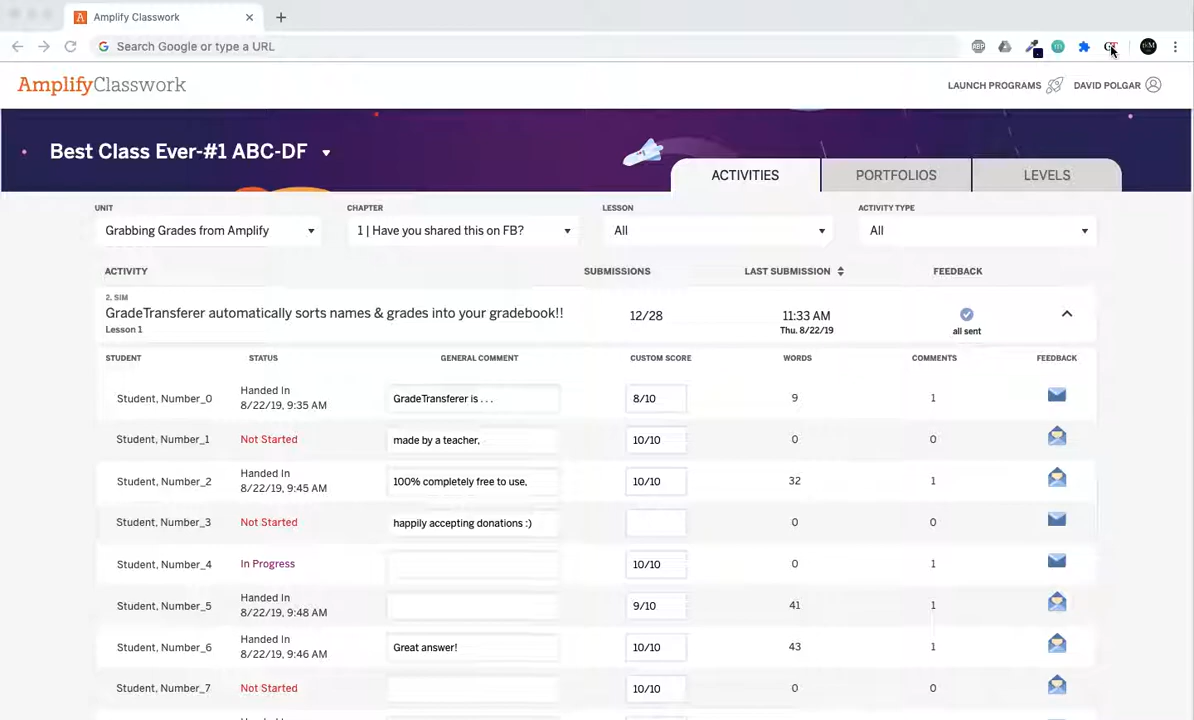 Amplify Classwork
Search Google or type a URL
ABP
AmplifyClasswork
LAUNCH PROGRAMS
DAVID POLGAR
Best Class Ever-#1 ABC-DF
ACTIVITIES
PORTFOLIOS
LEVELS
UNIT
CHAPTER
LESSON
ACTIVITY TYPE
Grabbing Grades from Amplify
1 | Have you shared this on FB?
All
All
ACTIVITY
SUBMISSIONS
LAST SUBMISSION
FEEDBACK
2. SIM
GradeTransferer automatically sorts names & grades into your gradebook!!
Lesson 1
12/28
11:33 AM
Thu. 8/22/19
all sent
STUDENT
STATUS
GENERAL COMMENT
CUSTOM SCORE
WORDS
COMMENTS
FEEDBACK
Student, Number_0
Handed In
8/22/19, 9:35 AM
GradeTransferer is . . .
8/10
9
1
Student, Number_1
Not Started
made by a teacher,
10/10
0
0
Student, Number_2
Handed In
8/22/19, 9:45 AM
100% completely free to use,
10/10
32
1
Student, Number_3
Not Started
happily accepting donations :)
0
0
Student, Number_4
In Progress
10/10
0
1
Student, Number_5
Handed In
8/22/19, 9:48 AM
9/10
41
1
Student, Number_6
Handed In
8/22/19, 9:46 AM
Great answer!
10/10
43
1
Student, Number_7
Not Started
10/10
0
0